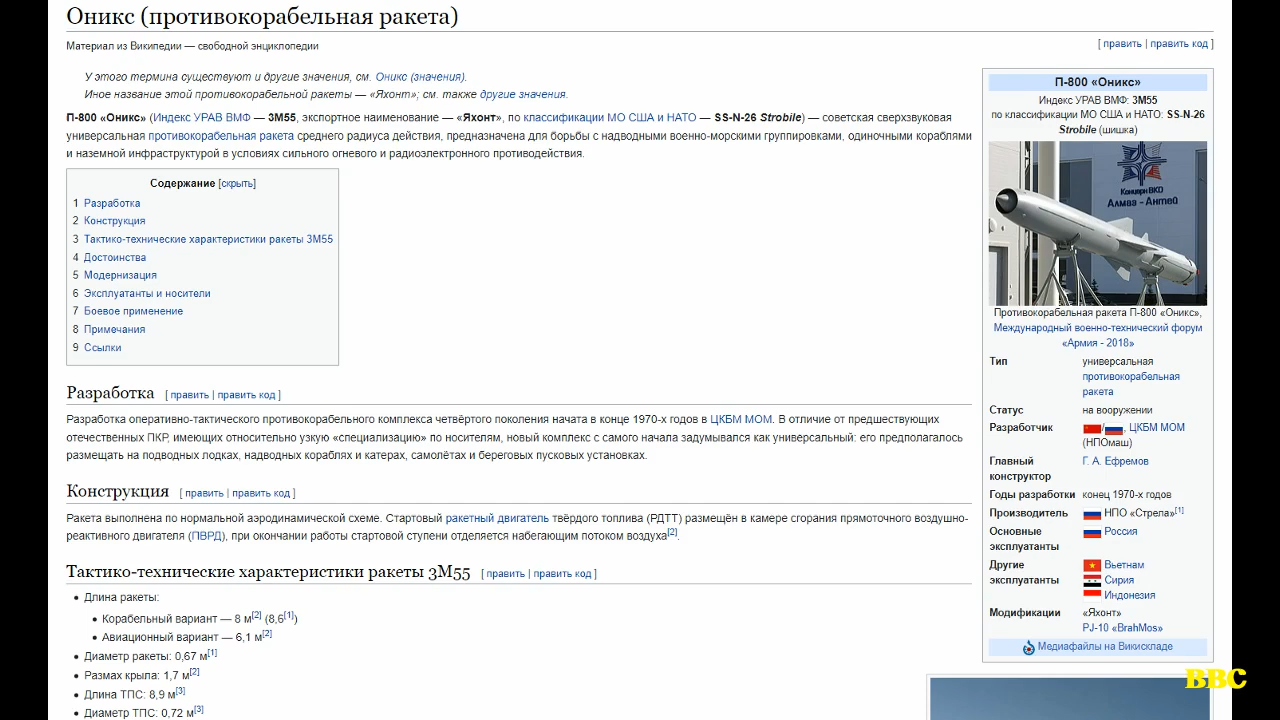 Оникс (противокорабельная ракета)
Материал из Википедии — свободной энциклопедии
[ править | править код ]
У этого термина существуют и другие значения, см. Оникс (значения).
Иное название этой противокорабельной ракеты — «Яхонт»; см. также другие значения.
П-800 «Оникс» (Индекс УРАВ ВМФ — 3М55, экспортное наименование — «Яхонт», по классификации МО США и НАТО — SS-N-26 Strobile) — советская сверхзвуковая
универсальная противокорабельная ракета среднего радиуса действия, предназначена для борьбы с надводными военно-морскими группировками, одиночными кораблями
и наземной инфраструктурой в условиях сильного огневого и радиоэлектронного противодействия.
Содержание [скрыть]
1 Разработка
2 Конструкция
3 Тактико-технические характеристики ракеты 3М55
4 Достоинства
5 Модернизация
6 Эксплуатанты и носители
7 Боевое применение
8 Примечания
9 Ссылки
Разработка [ править | править код ]
Разработка оперативно-тактического противокорабельного комплекса четвёртого поколения начата в конце 1970-х годов в ЦКБМ МОМ. В отличие от предшествующих
отечественных ПКР, имеющих относительно узкую «специализацию» по носителям, новый комплекс с самого начала задумывался как универсальный: его предполагалось
размещать на подводных лодках, надводных кораблях и катерах, самолётах и береговых пусковых установках.
Конструкция [ править | править код ]
Ракета выполнена по нормальной аэродинамической схеме. Стартовый ракетный двигатель твёрдого топлива (РДТТ) размещён в камере сгорания прямоточного воздушно-
реактивного двигателя (ПВРД), при окончании работы стартовой ступени отделяется набегающим потоком воздуха[2].
Тактико-технические характеристики ракеты 3М55 [ править | править код ]
• Длина ракеты:
• Корабельный вариант — 8 м[2] (8,6[1])
• Авиационный вариант — 6,1 м[2]
• Диаметр ракеты: 0,67 м[1]
• Размах крыла: 1,7 м[2]
• Длина ТПС: 8,9 м[3]
• Диаметр ТПС: 0,72 м[3]
П-800 «Оникс»
Индекс УРАВ ВМФ: 3М55
по классификации МО США и НАТО: SS-N-26
Strobile (шишка)
Концерн ВКО
Алмаз - Антей
Противокорабельная ракета П-800 «Оникс»,
Международный военно-технический форум
«Армия - 2018»
Тип универсальная
противокорабельная
ракета
Статус на вооружении
Разработчик / , ЦКБМ МОМ
(НПОмаш)
Главный Г. А. Ефремов
конструктор
Годы разработки конец 1970-х годов
Производитель НПО «Стрела»[1]
Основные Россия
эксплуатанты
Другие Вьетнам
эксплуатанты Сирия
Индонезия
Модификации «Яхонт»
PJ-10 «BrahMos»
Медиафайлы на Викискладе
BBC